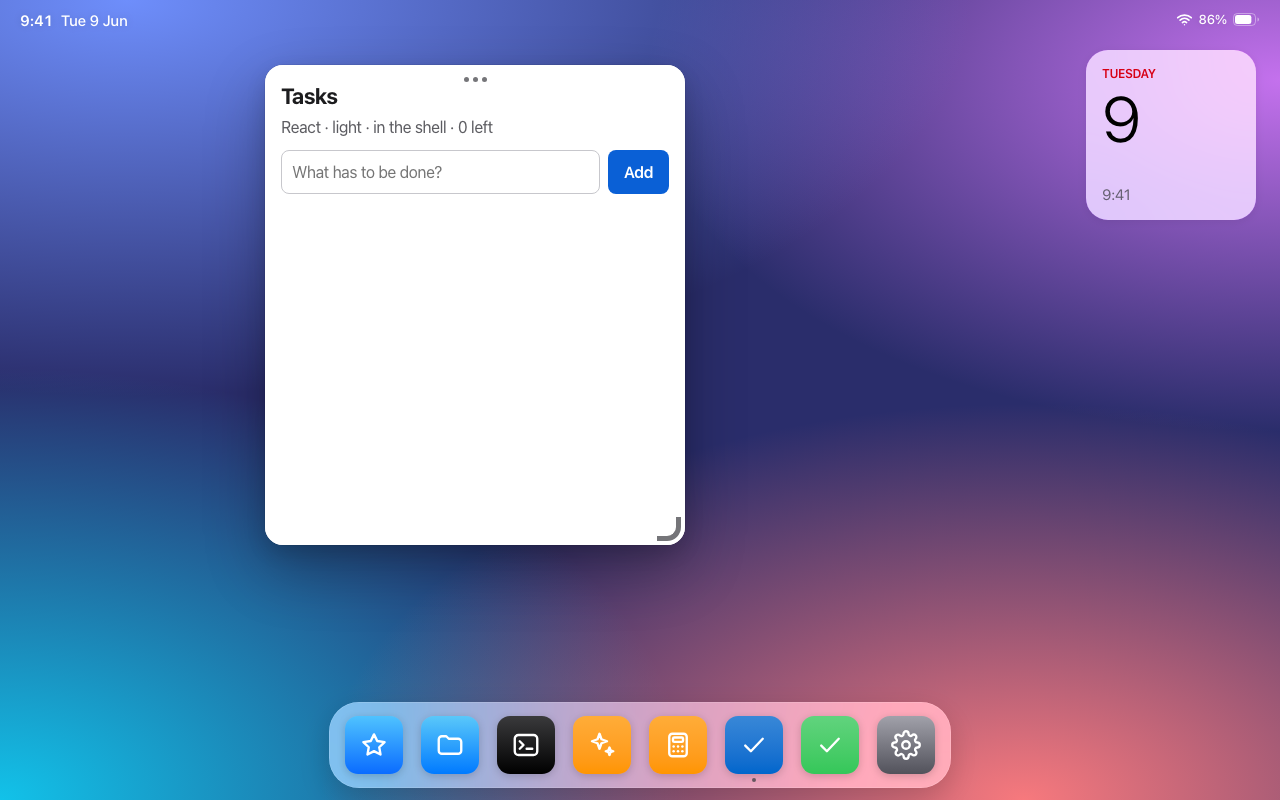 9:41 Tue 9 Jun
86%
Tasks
React · light · in the shell · 0 left
What has to be done?
Add
TUESDAY
9
9:41